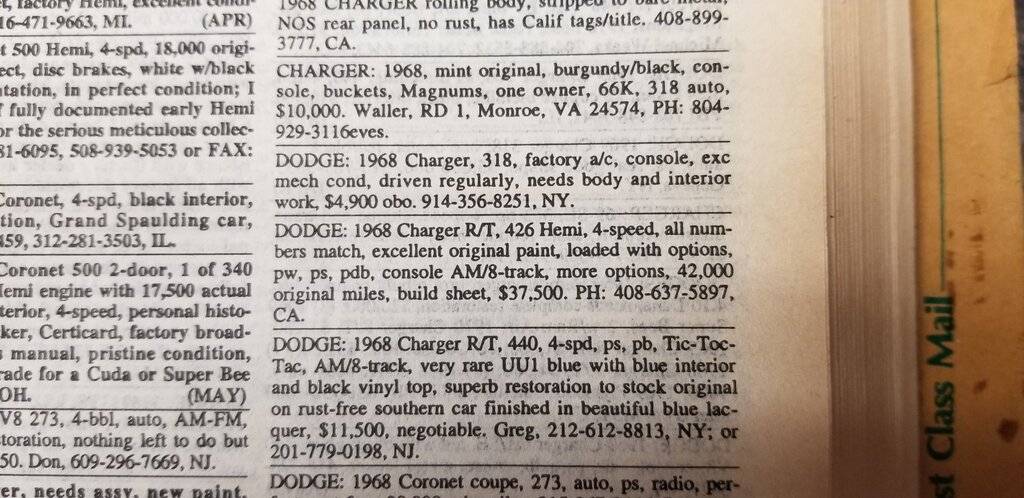 t, factory Hemi, excellent condi-
16-471-9663, MI. (APR)
t 500 Hemi, 4-spd, 18,000 origi-
ect, disc brakes, white w/black
tation, in perfect condition; I
fully documented early Hemi
or the serious meticulous collec-
81-6095, 508-939-5053 or FAX:
Coronet, 4-spd, black interior,
tion, Grand Spaulding car,
459, 312-281-3503, IL.
Coronet 500 2-door, 1 of 340
Hemi engine with 17,500 actual
terior, 4-speed, personal histo-
ker, Certicard, factory broad-
s manual, pristine condition,
rade for a Cuda or Super Bee
OH. (MAY)
V8 273, 4-bbl, auto, AM-FM,
storation, nothing left to do but
50. Don, 609-296-7669, NJ.
er, needs assy, new paint,
1968 CHARGER rolling body, stripped to bare metal,
NOS rear panel, no rust, has Calif tags/title. 408-899-
3777, CA.
CHARGER: 1968, mint original, burgundy/black, con-
sole, buckets, Magnums, one owner, 66K, 318 auto,
$10,000. Waller, RD 1, Monroe, VA 24574, PH: 804-
929-3116eves.
DODGE: 1968 Charger, 318, factory a/c, console, exc
mech cond, driven regularly, needs body and interior
work, $4,900 obo. 914-356-8251, NY.
DODGE: 1968 Charger R/T, 426 Hemi, 4-speed, all num-
bers match, excellent original paint, loaded with options,
pw, ps, pdb, console AM/8-track, more options, 42,000
original miles, build sheet, $37,500. PH: 408-637-5897,
CA.
DODGE: 1968 Charger R/T, 440, 4-spd, ps, pb, Tic-Toc-
Tac, AM/8-track, very rare UU1 blue with blue interior
and black vinyl top, superb restoration to stock original
on rust-free southern car finished in beautiful blue lac-
quer, $11,500, negotiable. Greg, 212-612-8813, NY; or
201-779-0198, NJ.
DODGE: 1968 Coronet coupe, 273, auto, ps, radio, per-
st Class Mail